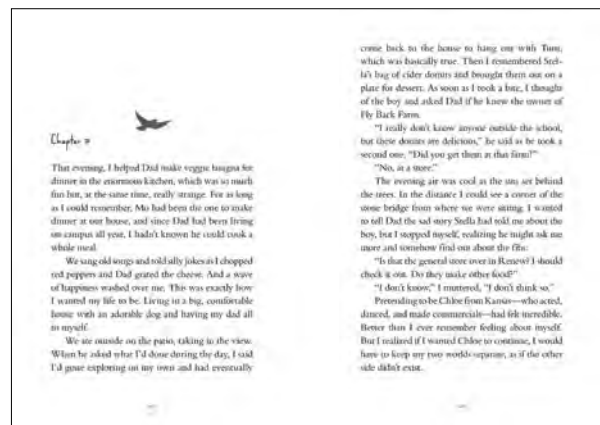 Chapter
That evening, I helped Dad make veggie lasagna for
dinner in the enormous kitchen, which was so much
fun but, at the same time, really strange. For as long
as I could remember, Mo had been the one to make
dinner at our house, and since Dad had been living
on campus all year, I hadn't known he could cook a
whole meal.
We sang old songs and told silly jokes as I chopped
red peppers and Dad grated the cheese. And a wave
of happiness washed over me. This was exactly how
I wanted my life to be. Living in a big, comfortable
house with an adorable dog and having my dad all
to myself.
We ate outside on the patio, taking in the view.
When he asked what I'd done during the day, I said
I'd gone exploring on my own and had eventually
come back to the house to hang out with Tuni,
which was basically true. Then I remembered Stel-
la's bag of cider donuts and brought them out on a
plate for dessert. As soon as I took a bite, I thought
of the boy and asked Dad if he knew the owner of
Fly Back Farm.
"I really don't know anyone outside the school,
but these donuts are delicious," he said as he took a
second one. "Did you get them at that farm?"
"No, at a store."
The evening air was cool as the sun set behind
the trees. In the distance I could see a corner of the
stone bridge from where we were sitting. I wanted
to tell Dad the sad story Stella had told me about the
boy, but I stopped myself, realizing he might ask me
more and somehow find out about the fibs.
"Is that the general store over in Renew? I should
check it out. Do they make other food?"
"I don't know," I muttered, "I don't think so."
Pretending to be Chloe from Kansas—who acted,
danced, and made commercials—had felt incredible.
Better than I ever remember feeling about myself.
But I realized if I wanted Chloe to continue, I would
have to keep my two worlds separate, as if the other
side didn't exist.